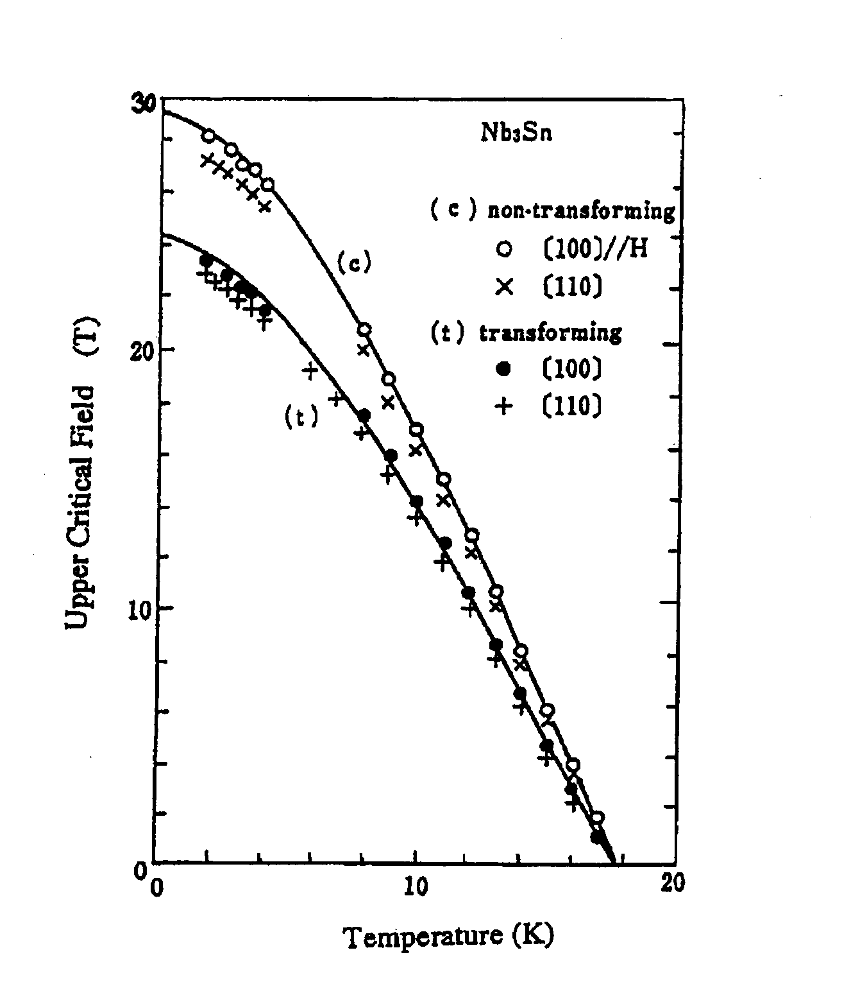 30
Nb₃Sn
(c) non-transforming
○ [100]//H
× [110]
(c)
(t) transforming
● [100]
+ [110]
20
(t)
10
0
0 10 20
Upper Critical Field (T)
Temperature (K)